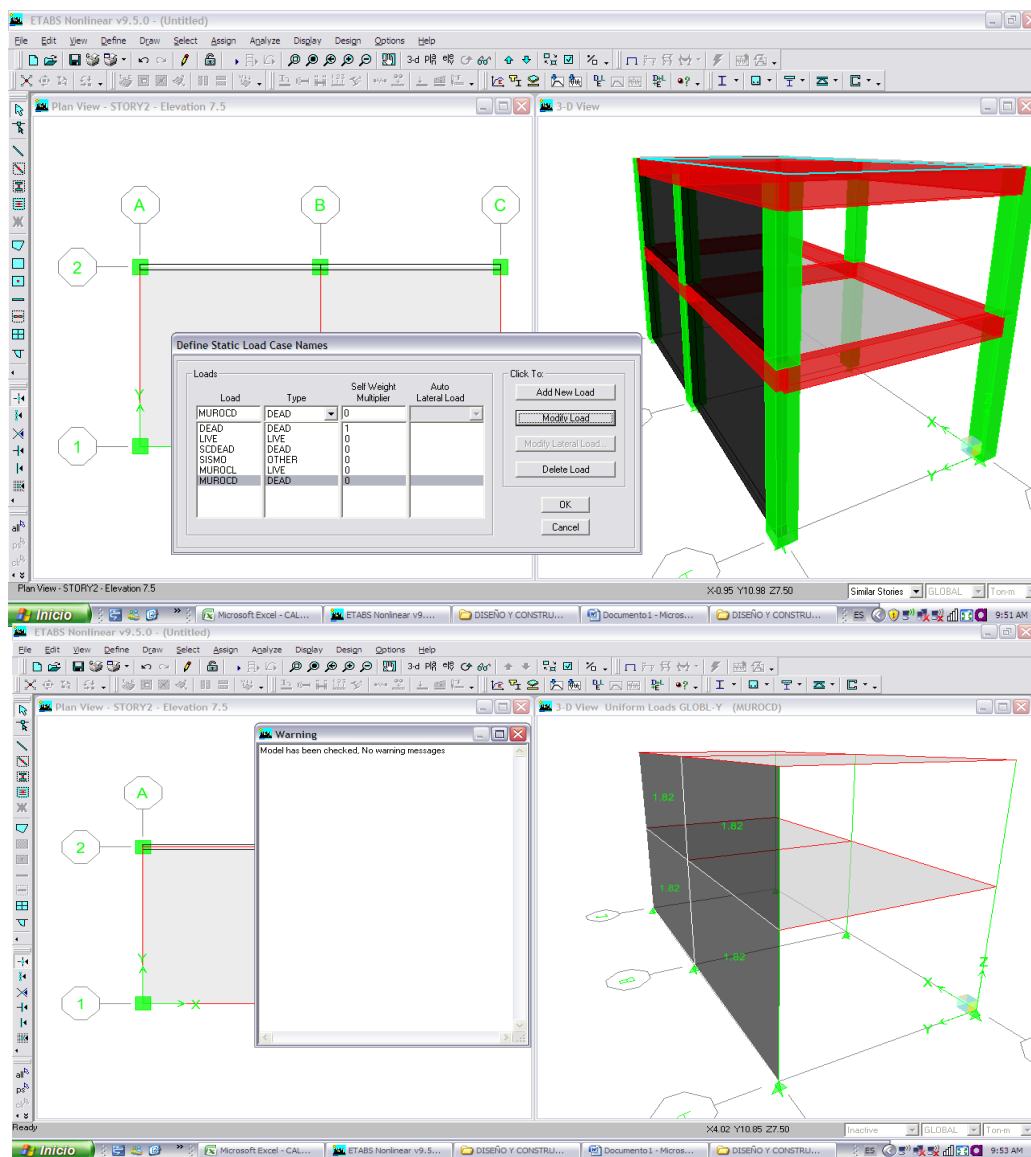 ETABS Nonlinear v9.5.0 - (Untitled)
File Edit View Define Draw Select Assign Analyze Display Design Options Help
3-d
Plan View - STORY2 - Elevation 7.5
3-D View
A B C
2
Define Static Load Case Names
Loads
Click To:
Load Type Self Weight Multiplier Auto Lateral Load
MUROCD DEAD 0
DEAD DEAD 1
LIVE LIVE 0
SCDEAD DEAD 0
SISMO OTHER 0
MUROCL LIVE 0
MUROCD DEAD 0
Add New Load
Modify Load
Modify Lateral Load...
Delete Load
OK
Cancel
Y
1
X
Y
all
ps
clr
Plan View - STORY2 - Elevation 7.5
X-0.95 Y10.98 Z7.50
Similar Stories GLOBAL Ton-m
Inicio » Microsoft Excel - CAL... ETABS Nonlinear v9.... DISEÑO Y CONSTRU... Documento1 - Micros... DISEÑO Y CONSTRU... ES 9:51 AM
ETABS Nonlinear v9.5.0 - (Untitled)
File Edit View Define Draw Select Assign Analyze Display Design Options Help
3-d
Plan View - STORY2 - Elevation 7.5
Warning
3-D View Uniform Loads GLOBL-Y (MUROCD)
Model has been checked, No warning messages
A
2
1.82
1.82
1.82
1.82
Y
1
X
B
Z
X
Y
all
ps
clr
Ready
X4.02 Y10.85 Z7.50
Inactive GLOBAL Ton-m
Inicio » Microsoft Excel - CAL... ETABS Nonlinear v9.5... DISEÑO Y CONSTRU... Documento1 - Micros... DISEÑO Y CONSTRU... ES 9:53 AM